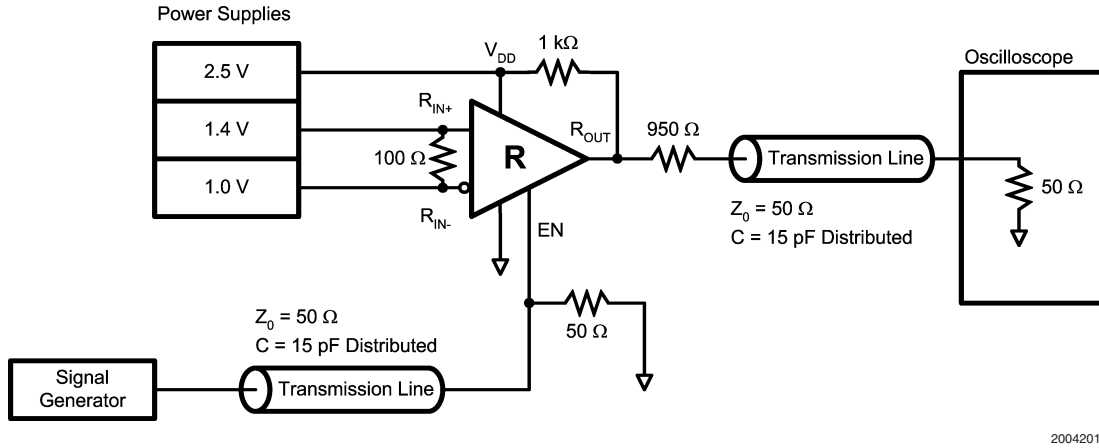 Power Supplies
2.5 V
1.4 V
1.0 V
V_DD
1 kΩ
R_IN+
100 Ω
R_IN-
R
R_OUT
EN
950 Ω
Transmission Line
Z_0 = 50 Ω
C = 15 pF Distributed
Oscilloscope
50 Ω
50 Ω
Z_0 = 50 Ω
C = 15 pF Distributed
Signal
Generator
Transmission Line
2004201